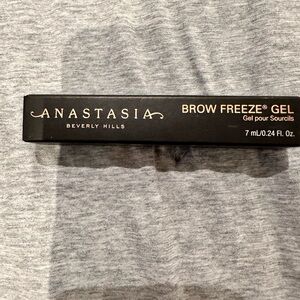 ANASTASIA
BEVERLY HILLS
BROW FREEZE® GEL
Gel pour Sourcils
7 mL/0.24 Fl. Oz.